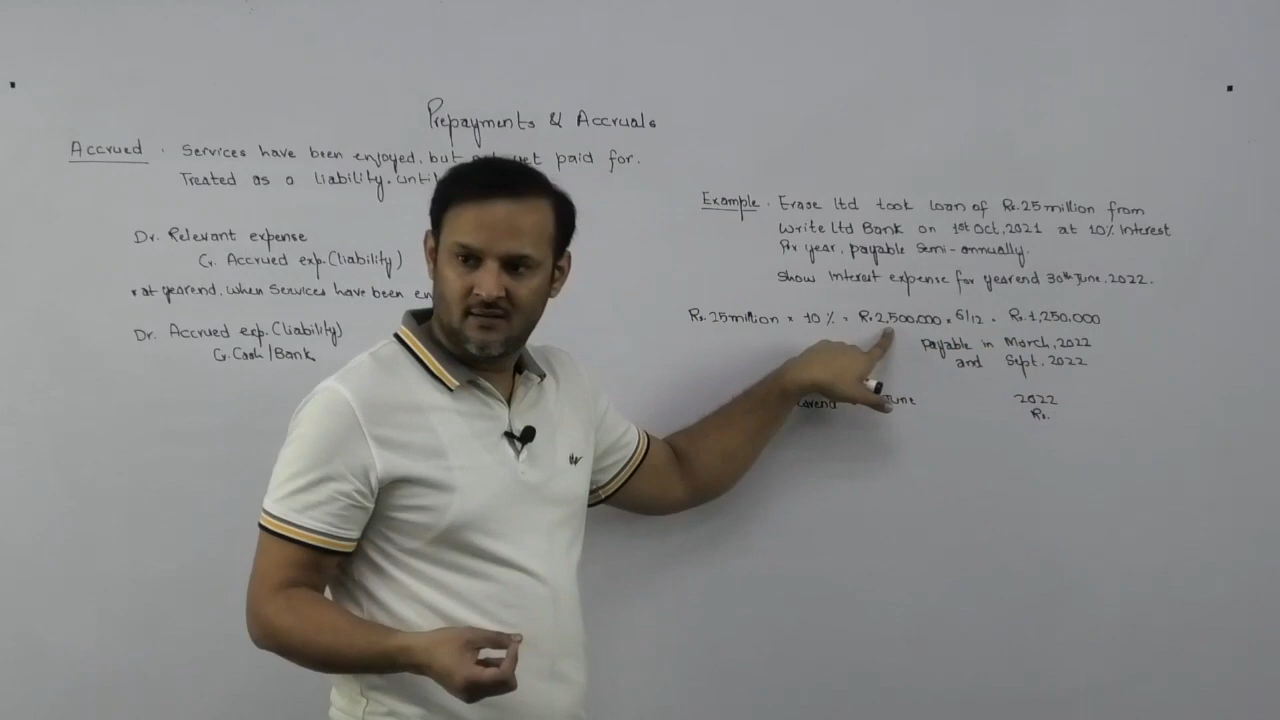 Prepayments & Accruals
Accrued . Services have been enjoyed, but yet paid for.
Treated as a liability. until
Dr. Relevant expense
Cr. Accrued exp. (liability)
* at yearend, when services have been
Dr. Accrued exp. (liability)
Cr. Cash/Bank
Example . Erase ltd took loan of Rs. 25 million from
Write ltd Bank on 1st Oct, 2021 at 10% interest
Per year, payable semi-annually.
Show interest expense for yearend 30th June, 2022.
Rs. 25 million × 10% = Rs. 2,500,000 × 6/12 = Rs. 1,250,000
payable in March, 2022
and Sept, 2022
June 2022
Rs.